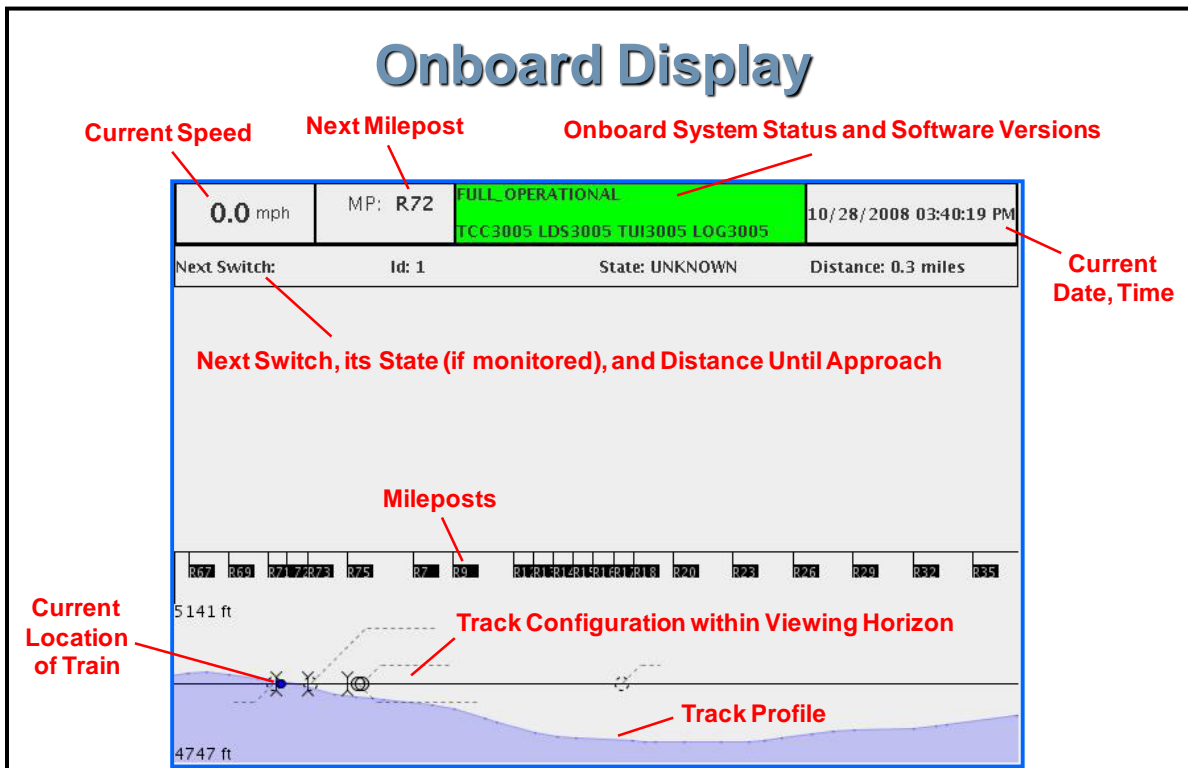 Onboard Display
Current Speed
Next Milepost
Onboard System Status and Software Versions
0.0 mph
MP: R72
FULL_OPERATIONAL
TCC3005 LDS3005 TUI3005 LOG3005
10/28/2008 03:40:19 PM
Next Switch: Id: 1 State: UNKNOWN Distance: 0.3 miles
Current
Date, Time
Next Switch, its State (if monitored), and Distance Until Approach
Mileposts
R67 R69 R71 72 R73 R75 R7 R9 R18 R20 R23 R26 R29 R32 R35
5141 ft
Current
Location
of Train
Track Configuration within Viewing Horizon
Track Profile
4747 ft